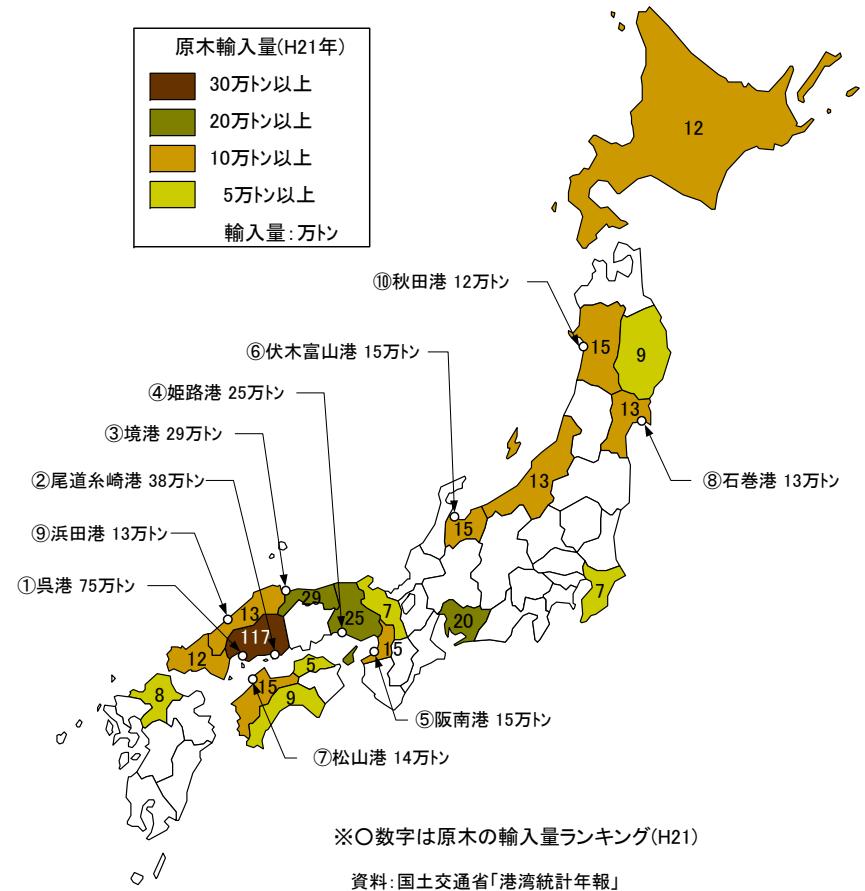 原木輸入量(H21年)
30万トン以上
20万トン以上
10万トン以上
5万トン以上
輸入量:万トン
12
⑩秋田港 12万トン
15
9
⑥伏木富山港 15万トン
④姫路港 25万トン
13
③境港 29万トン
13
②尾道糸崎港 38万トン
⑧石巻港 13万トン
⑨浜田港 13万トン
15
①呉港 75万トン
29
7
7
13
25
20
117
15
12
5
15
8
9
⑤阪南港 15万トン
⑦松山港 14万トン
※○数字は原木の輸入量ランキング(H21)
資料:国土交通省「港湾統計年報」